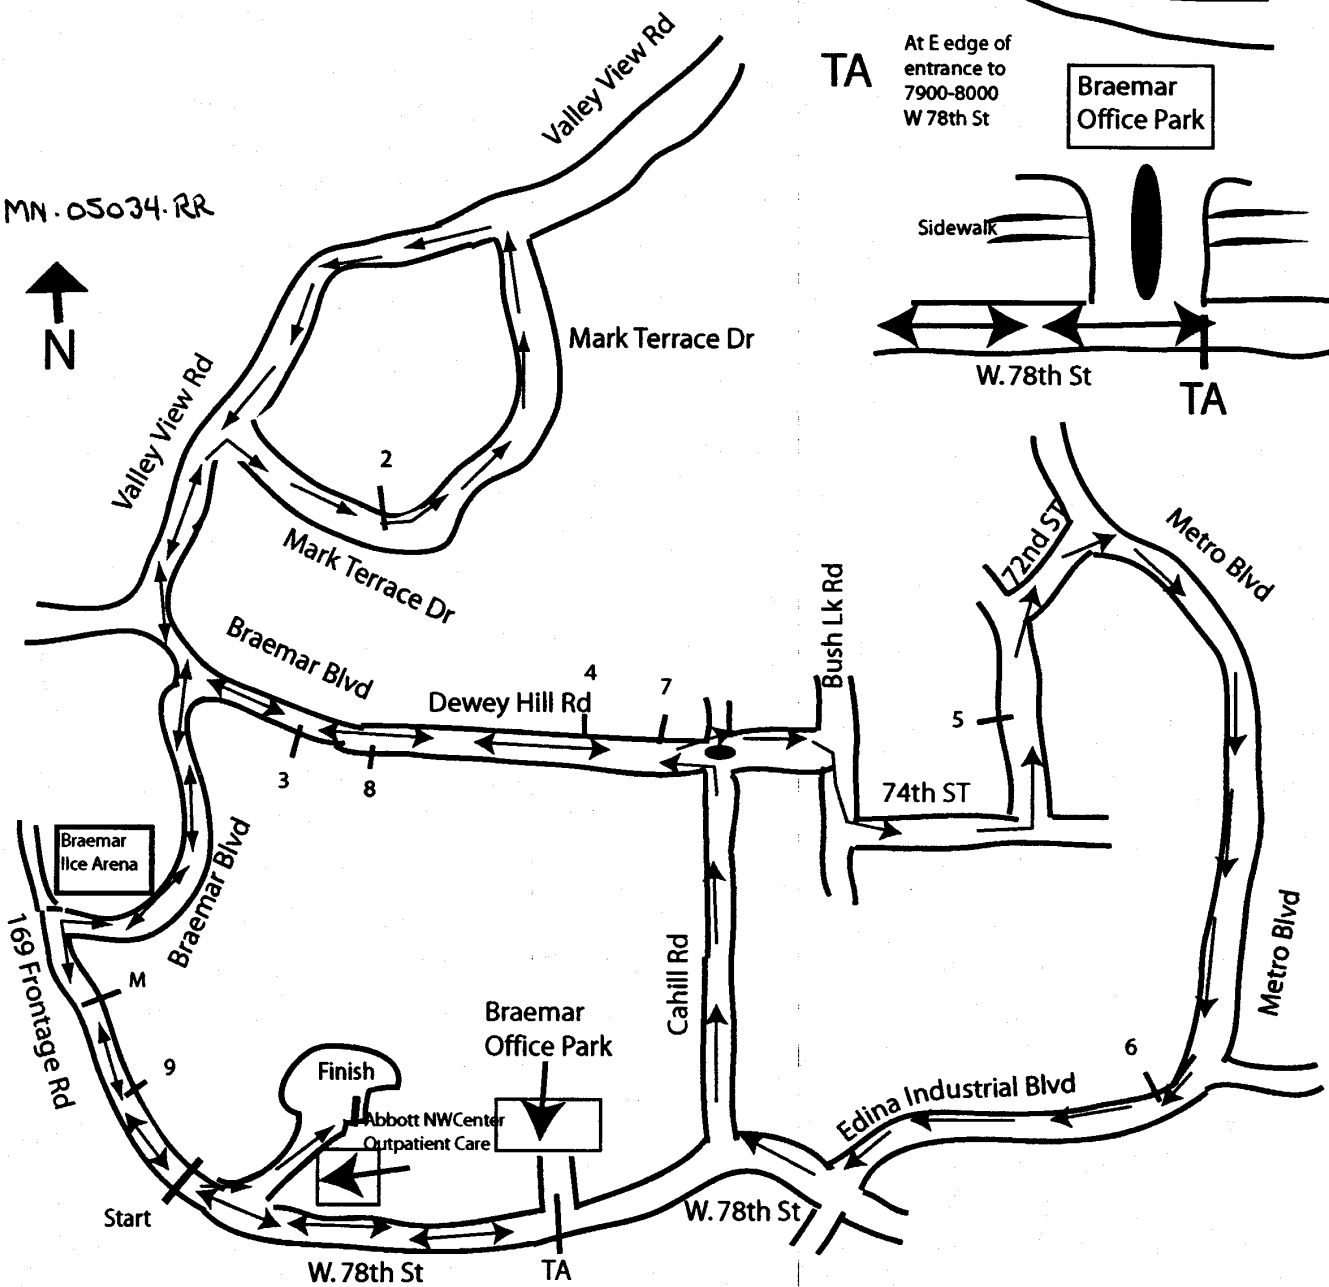 Valley View Rd
TA
At E edge of
entrance to
7900-8000
W 78th St
Braemar
Office Park
MN.05034.RR
Sidewalk
N
Mark Terrace Dr
W.78th St
TA
Valley View Rd
2
72nd ST
Metro Blvd
Mark Terrace Dr
Bush Lk Rd
Braemar Blvd
4
7
Dewey Hill Rd
5
3
8
74th ST
Braemar
IIce Arena
Braemar Blvd
169 Frontage Rd
M
Cahill Rd
Metro Blvd
Braemar
Office Park
9
Finish
6
Edina Industrial Blvd
Abbott NWCenter
Outpatient Care
Start
W.78th St
W.78th St
TA